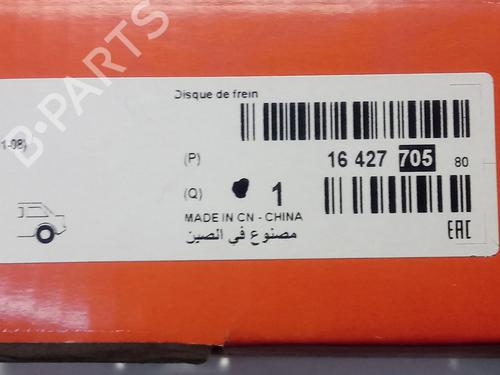 Disque de frein
1-08)
(P) 16 427 705 80
(Q) 1
MADE IN CN - CHINA
مصنوع في الصين
EAC
B-PARTS